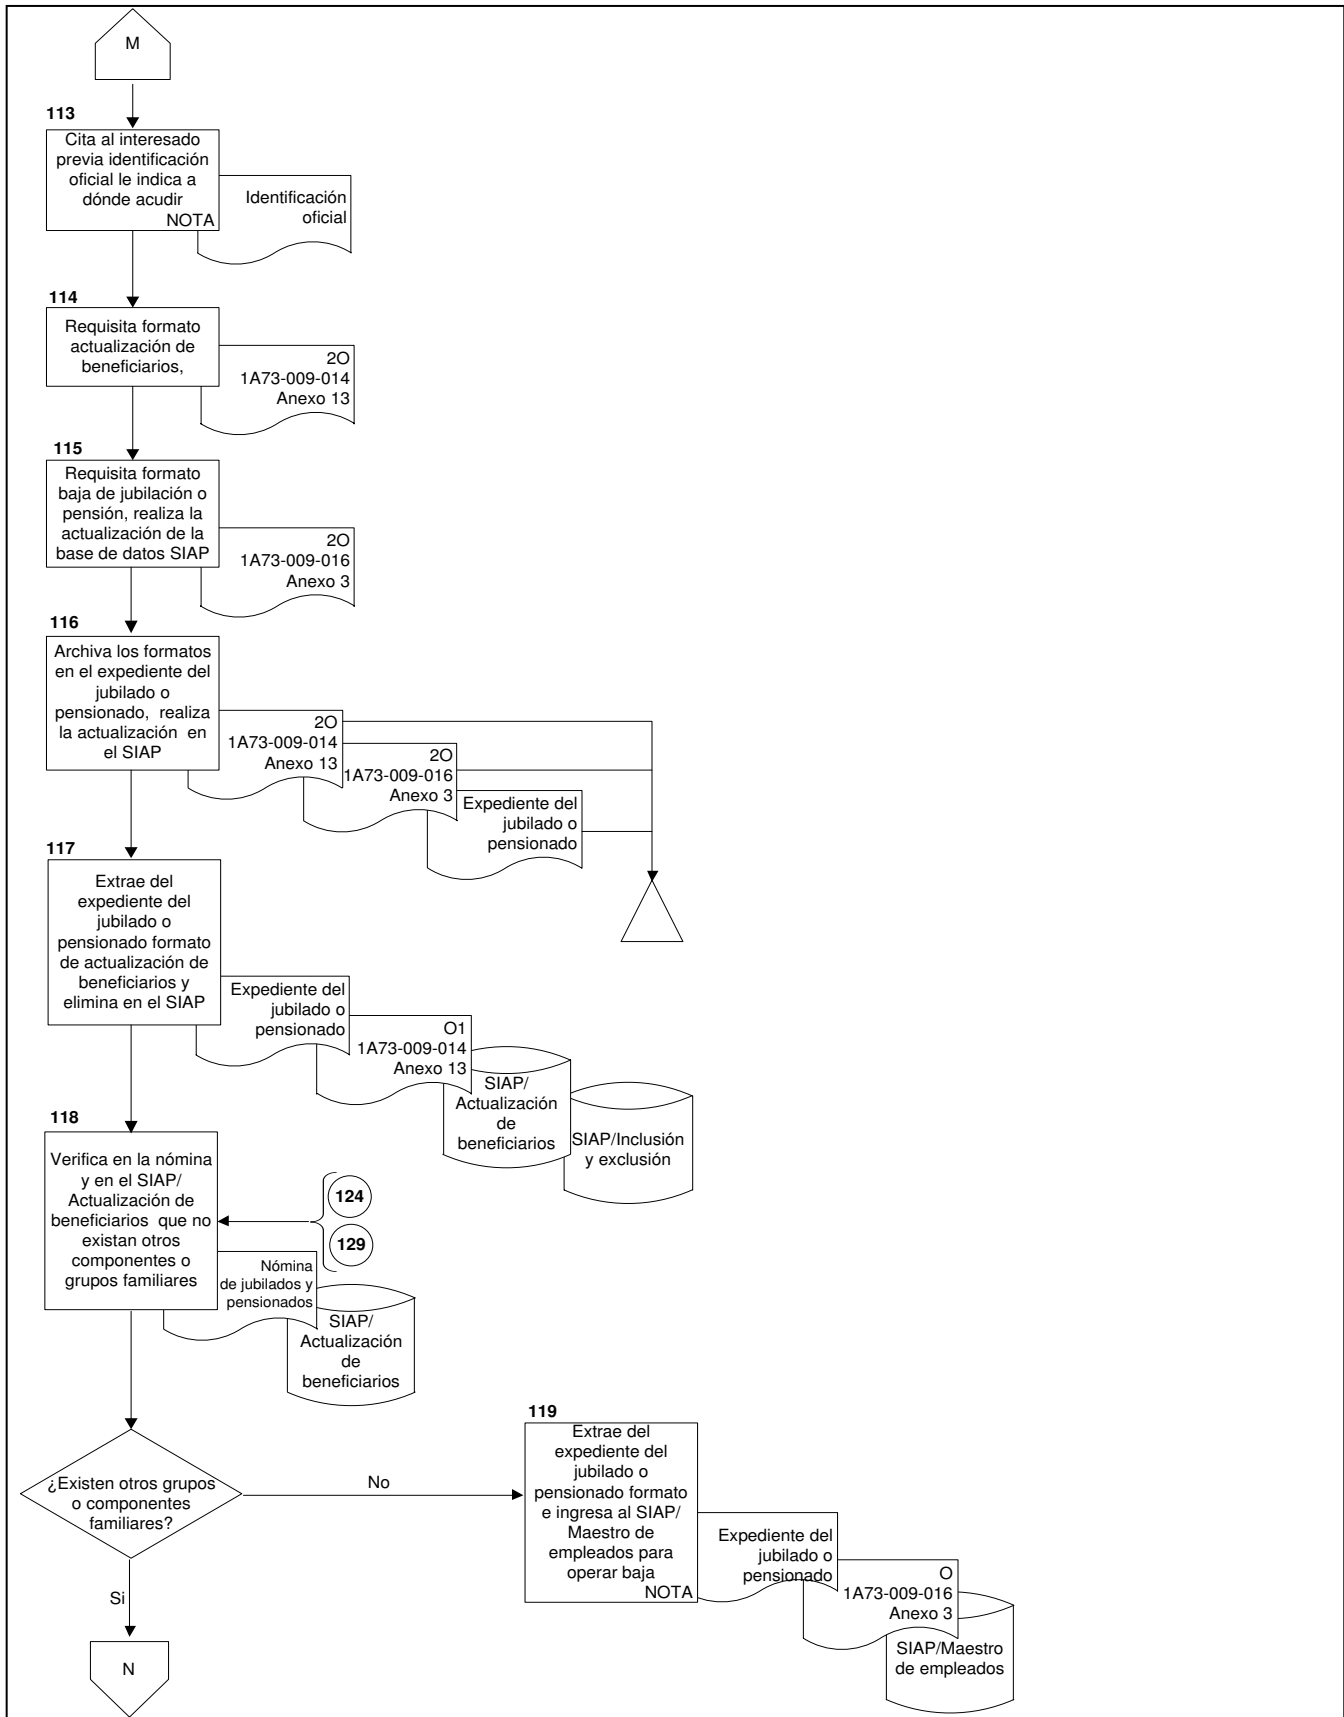 M
113
Cita al interesado
previa identificación
oficial le indica a
dónde acudir
NOTA
Identificación
oficial
114
Requisita formato
actualización de
beneficiarios,
2O
1A73-009-014
Anexo 13
115
Requisita formato
baja de jubilación o
pensión, realiza la
actualización de la
base de datos SIAP
2O
1A73-009-016
Anexo 3
116
Archiva los formatos
en el expediente del
jubilado o
pensionado, realiza
la actualización en
el SIAP
2O
1A73-009-014
Anexo 13
2O
1A73-009-016
Anexo 3
Expediente del
jubilado o
pensionado
117
Extrae del
expediente del
jubilado o
pensionado formato
de actualización de
beneficiarios y
elimina en el SIAP
Expediente del
jubilado o
pensionado
O1
1A73-009-014
Anexo 13
SIAP/
Actualización
de
beneficiarios
SIAP/Inclusión
y exclusión
118
Verifica en la nómina
y en el SIAP/
Actualización de
beneficiarios que no
existan otros
componentes o
grupos familiares
124
129
Nómina
de jubilados y
pensionados
SIAP/
Actualización
de
beneficiarios
¿Existen otros grupos
o componentes
familiares?
No
Si
N
119
Extrae del
expediente del
jubilado o
pensionado formato
e ingresa al SIAP/
Maestro de
empleados para
operar baja
NOTA
Expediente del
jubilado o
pensionado
O
1A73-009-016
Anexo 3
SIAP/Maestro
de empleados